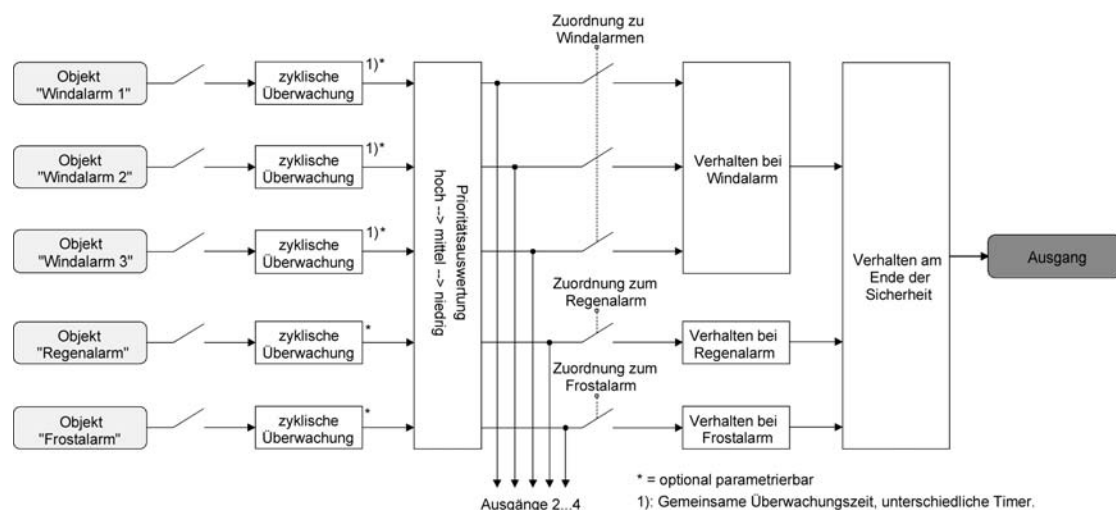 Zuordnung zu
Windalarmen
Objekt
"Windalarm 1"
zyklische
Überwachung
1)*
Objekt
"Windalarm 2"
zyklische
Überwachung
1)*
Objekt
"Windalarm 3"
zyklische
Überwachung
1)*
Objekt
"Regenalarm"
zyklische
Überwachung
*
Objekt
"Frostalarm"
zyklische
Überwachung
*
Prioritätsauswertung
hoch --> mittel --> niedrig
Verhalten bei
Windalarm
Zuordnung zum
Regenalarm
Verhalten bei
Regenalarm
Zuordnung zum
Frostalarm
Verhalten bei
Frostalarm
Verhalten am
Ende der
Sicherheit
Ausgang
Ausgänge 2...4
* = optional parametrierbar
1): Gemeinsame Überwachungszeit, unterschiedliche Timer.